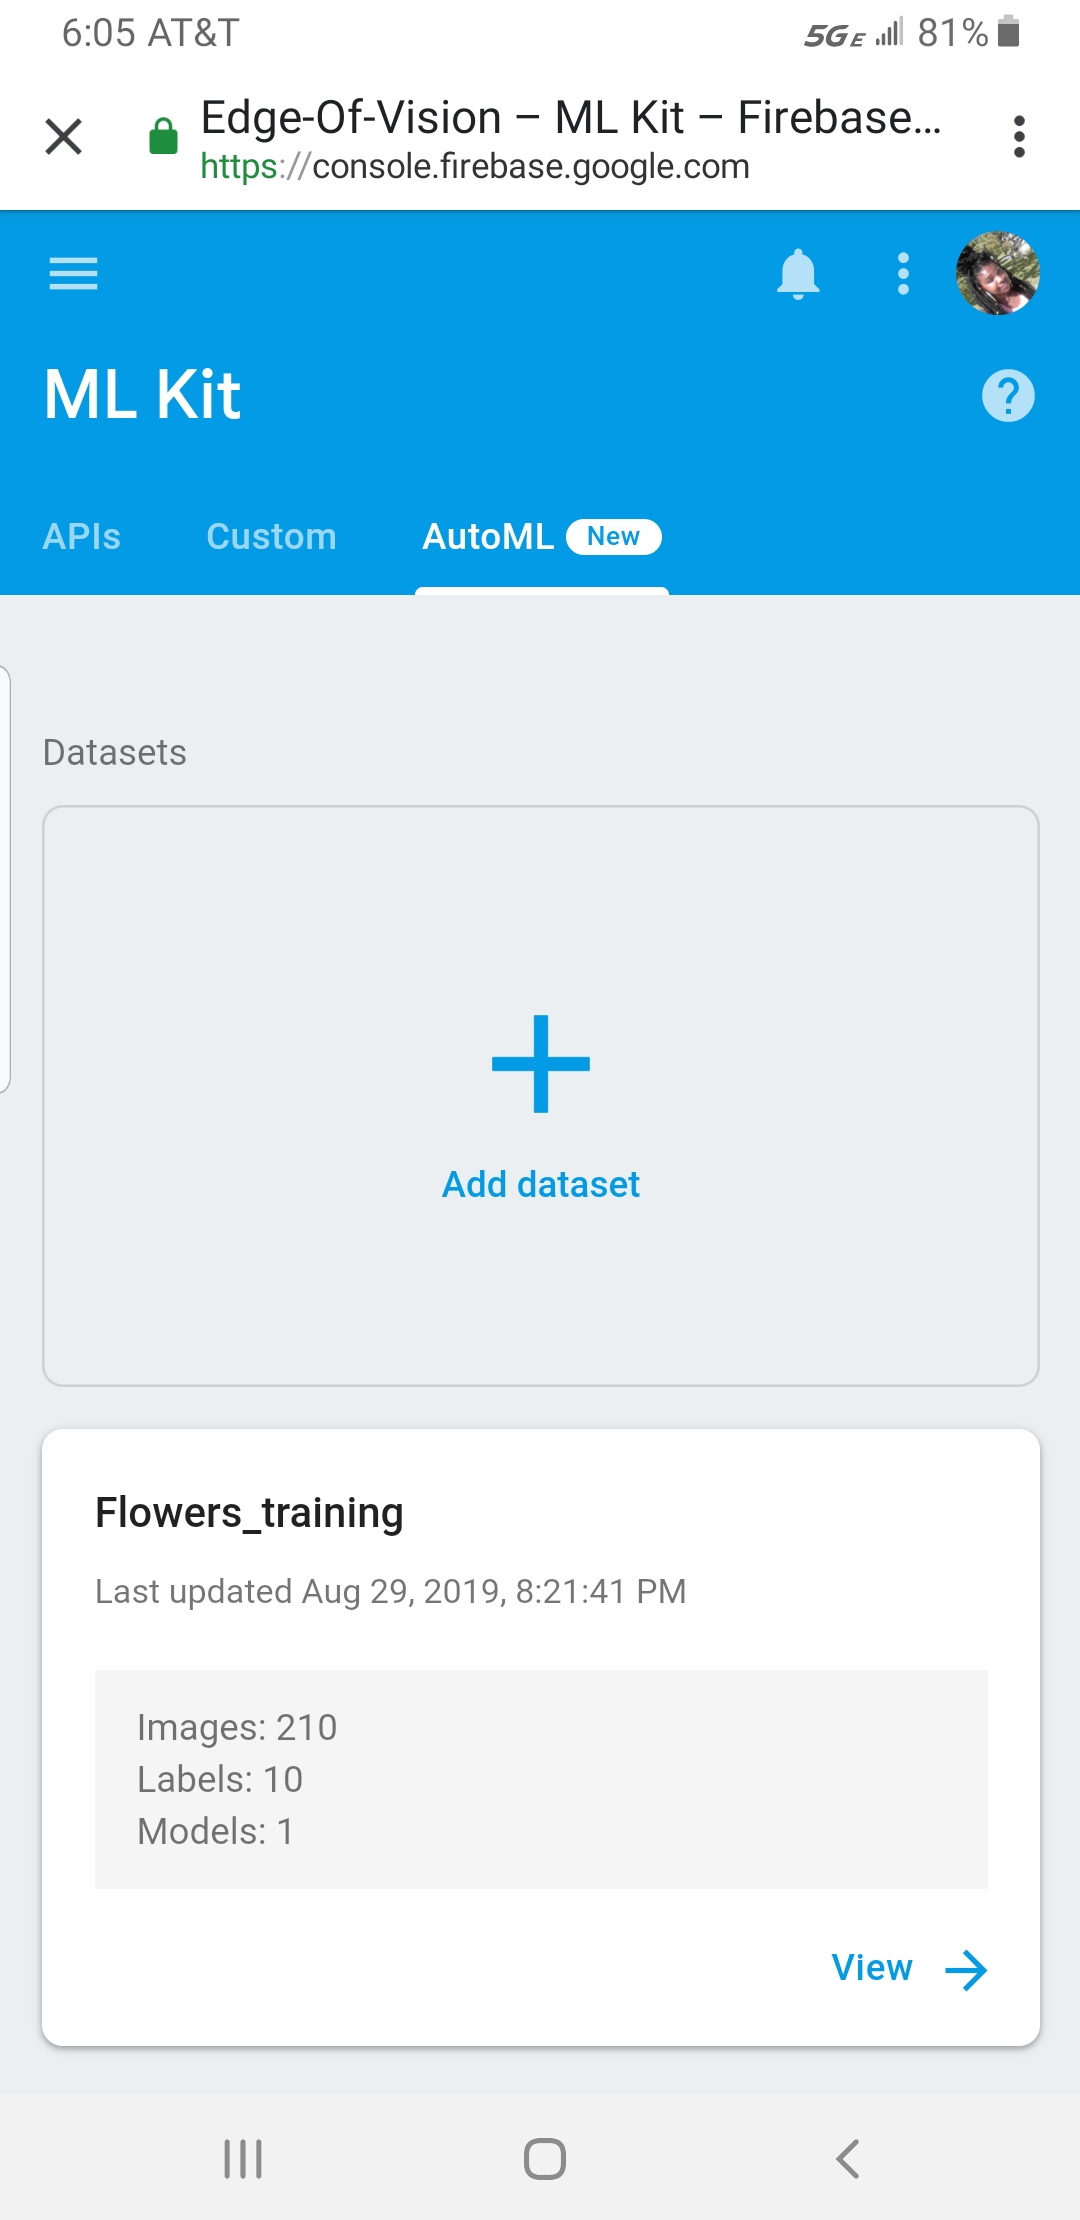 6:05 AT&T 5GE 81%
Edge-Of-Vision – ML Kit – Firebase...
https://console.firebase.google.com
ML Kit
?
APIs Custom AutoML New
Datasets
Add dataset
Flowers_training
Last updated Aug 29, 2019, 8:21:41 PM
Images: 210
Labels: 10
Models: 1
View